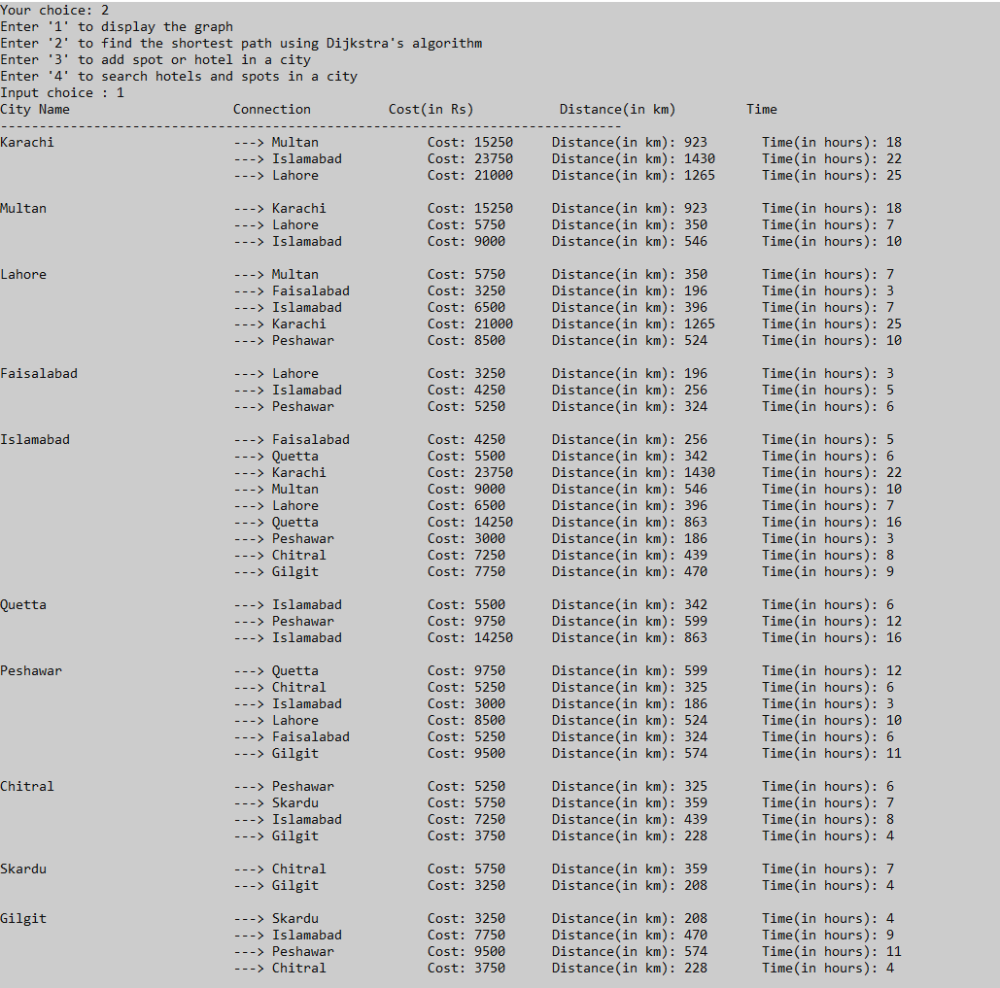 Your choice: 2
Enter '1' to display the graph
Enter '2' to find the shortest path using Dijkstra's algorithm
Enter '3' to add spot or hotel in a city
Enter '4' to search hotels and spots in a city
Input choice : 1
City Name Connection Cost(in Rs) Distance(in km) Time
--------------------------------------------------------------------------------
Karachi ---> Multan Cost: 15250 Distance(in km): 923 Time(in hours): 18
---> Islamabad Cost: 23750 Distance(in km): 1430 Time(in hours): 22
---> Lahore Cost: 21000 Distance(in km): 1265 Time(in hours): 25
Multan ---> Karachi Cost: 15250 Distance(in km): 923 Time(in hours): 18
---> Lahore Cost: 5750 Distance(in km): 350 Time(in hours): 7
---> Islamabad Cost: 9000 Distance(in km): 546 Time(in hours): 10
Lahore ---> Multan Cost: 5750 Distance(in km): 350 Time(in hours): 7
---> Faisalabad Cost: 3250 Distance(in km): 196 Time(in hours): 3
---> Islamabad Cost: 6500 Distance(in km): 396 Time(in hours): 7
---> Karachi Cost: 21000 Distance(in km): 1265 Time(in hours): 25
---> Peshawar Cost: 8500 Distance(in km): 524 Time(in hours): 10
Faisalabad ---> Lahore Cost: 3250 Distance(in km): 196 Time(in hours): 3
---> Islamabad Cost: 4250 Distance(in km): 256 Time(in hours): 5
---> Peshawar Cost: 5250 Distance(in km): 324 Time(in hours): 6
Islamabad ---> Faisalabad Cost: 4250 Distance(in km): 256 Time(in hours): 5
---> Quetta Cost: 5500 Distance(in km): 342 Time(in hours): 6
---> Karachi Cost: 23750 Distance(in km): 1430 Time(in hours): 22
---> Multan Cost: 9000 Distance(in km): 546 Time(in hours): 10
---> Lahore Cost: 6500 Distance(in km): 396 Time(in hours): 7
---> Quetta Cost: 14250 Distance(in km): 863 Time(in hours): 16
---> Peshawar Cost: 3000 Distance(in km): 186 Time(in hours): 3
---> Chitral Cost: 7250 Distance(in km): 439 Time(in hours): 8
---> Gilgit Cost: 7750 Distance(in km): 470 Time(in hours): 9
Quetta ---> Islamabad Cost: 5500 Distance(in km): 342 Time(in hours): 6
---> Peshawar Cost: 9750 Distance(in km): 599 Time(in hours): 12
---> Islamabad Cost: 14250 Distance(in km): 863 Time(in hours): 16
Peshawar ---> Quetta Cost: 9750 Distance(in km): 599 Time(in hours): 12
---> Chitral Cost: 5250 Distance(in km): 325 Time(in hours): 6
---> Islamabad Cost: 3000 Distance(in km): 186 Time(in hours): 3
---> Lahore Cost: 8500 Distance(in km): 524 Time(in hours): 10
---> Faisalabad Cost: 5250 Distance(in km): 324 Time(in hours): 6
---> Gilgit Cost: 9500 Distance(in km): 574 Time(in hours): 11
Chitral ---> Peshawar Cost: 5250 Distance(in km): 325 Time(in hours): 6
---> Skardu Cost: 5750 Distance(in km): 359 Time(in hours): 7
---> Islamabad Cost: 7250 Distance(in km): 439 Time(in hours): 8
---> Gilgit Cost: 3750 Distance(in km): 228 Time(in hours): 4
Skardu ---> Chitral Cost: 5750 Distance(in km): 359 Time(in hours): 7
---> Gilgit Cost: 3250 Distance(in km): 208 Time(in hours): 4
Gilgit ---> Skardu Cost: 3250 Distance(in km): 208 Time(in hours): 4
---> Islamabad Cost: 7750 Distance(in km): 470 Time(in hours): 9
---> Peshawar Cost: 9500 Distance(in km): 574 Time(in hours): 11
---> Chitral Cost: 3750 Distance(in km): 228 Time(in hours): 4